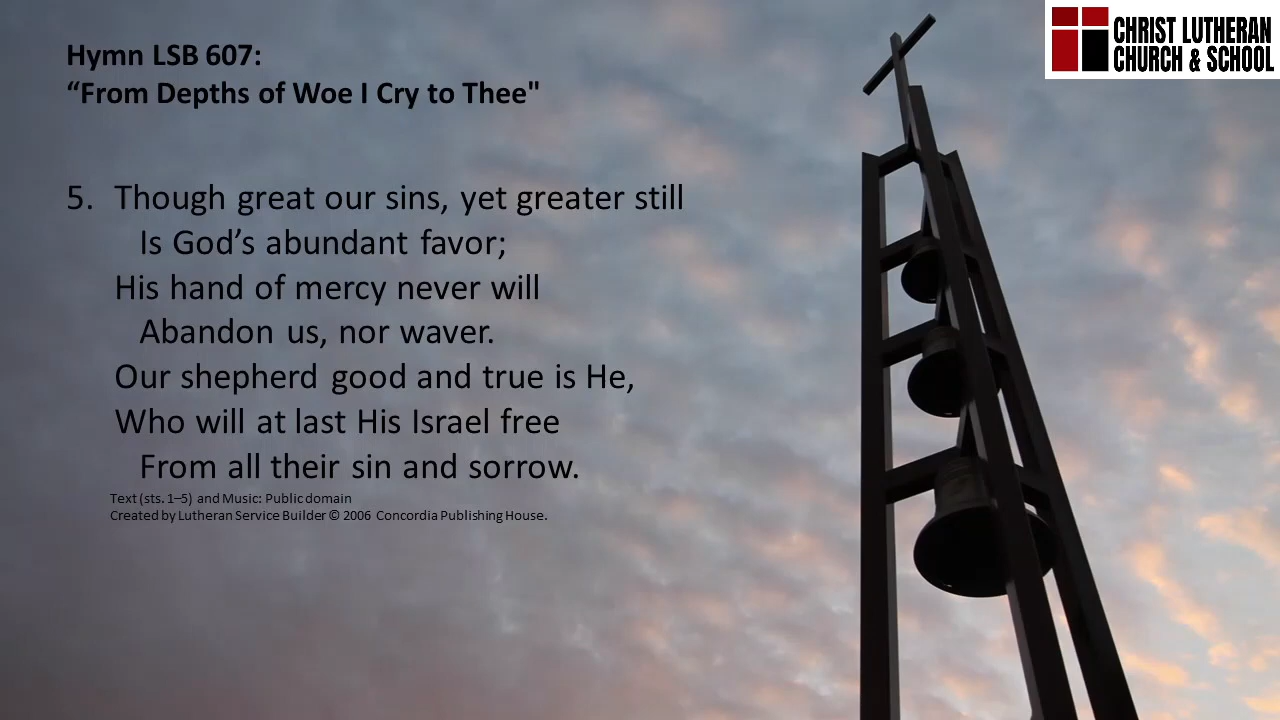 Hymn LSB 607:
“From Depths of Woe I Cry to Thee"
CHRIST LUTHERAN
CHURCH & SCHOOL
5. Though great our sins, yet greater still
Is God’s abundant favor;
His hand of mercy never will
Abandon us, nor waver.
Our shepherd good and true is He,
Who will at last His Israel free
From all their sin and sorrow.
Text (sts. 1–5) and Music: Public domain
Created by Lutheran Service Builder © 2006 Concordia Publishing House.